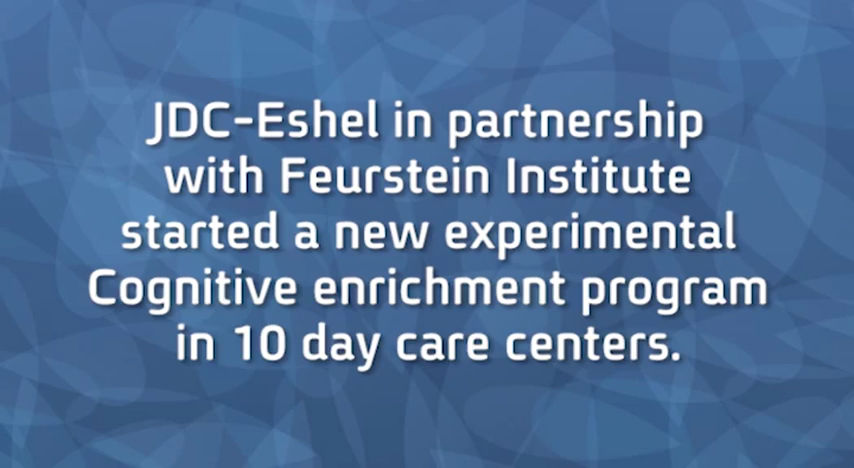 JDC-Eshel in partnership
with Feurstein Institute
started a new experimental
Cognitive enrichment program
in 10 day care centers.